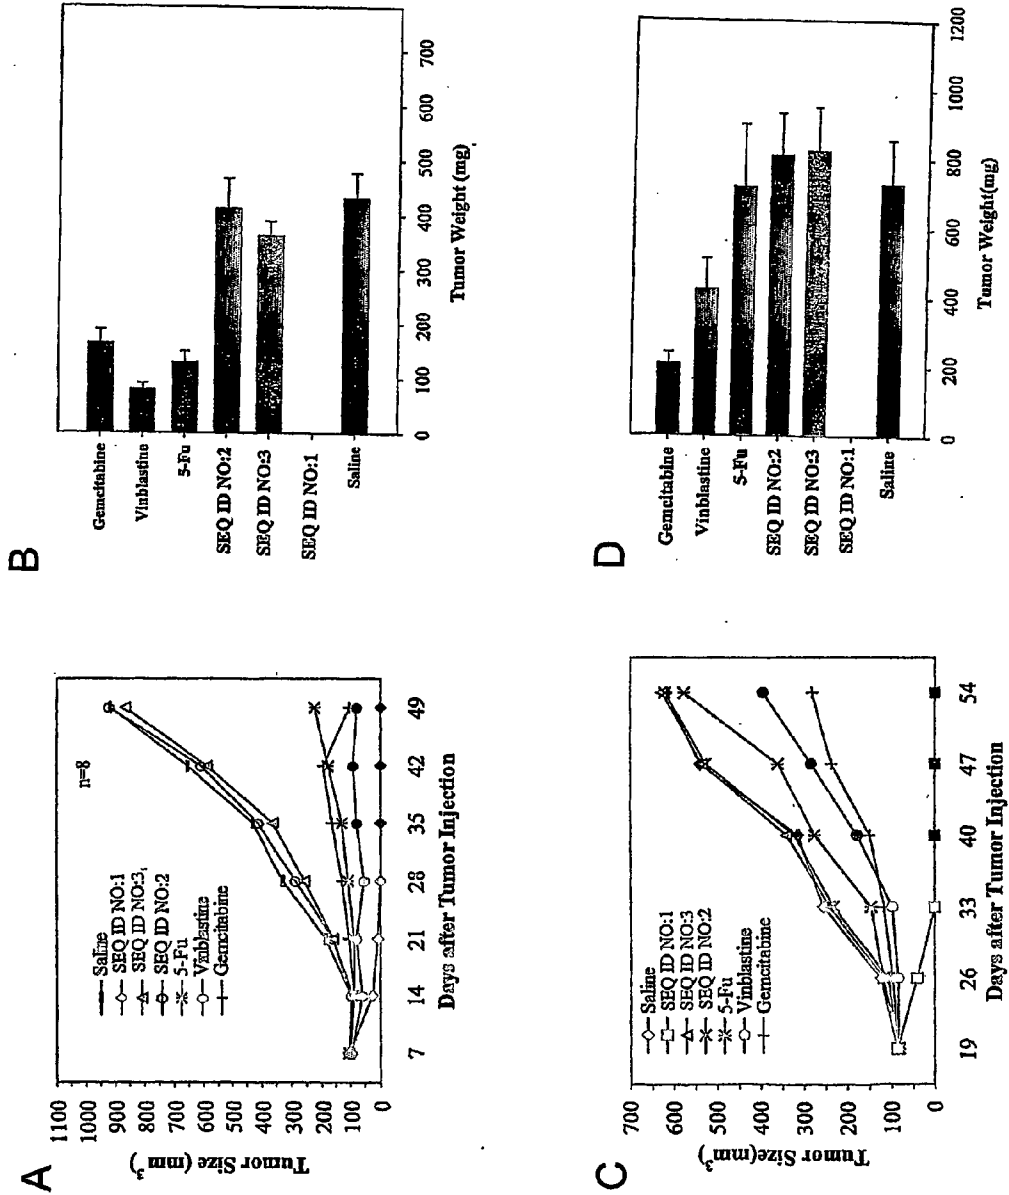 A
n=8
Saline
SEQ ID NO:1
SEQ ID NO:3
SEQ ID NO:2
5-Fu
Vinblastine
Gemcitabine
Tumor Size (mm³)
1100
1000
900
800
700
600
500
400
300
200
100
0
7
14
21
28
35
42
49
Days after Tumor Injection
B
Gemcitabine
Vinblastine
5-Fu
SEQ ID NO:2
SEQ ID NO:3
SEQ ID NO:1
Saline
0
100
200
300
400
500
600
700
Tumor Weight (mg)
C
Saline
SEQ ID NO:1
SEQ ID NO:3
SEQ ID NO:2
5-Fu
Vinblastine
Gemcitabine
Tumor Size(mm³)
700
600
500
400
300
200
100
0
19
26
33
40
47
54
Days after Tumor Injection
D
Gemcitabine
Vinblastine
5-Fu
SEQ ID NO:2
SEQ ID NO:3
SEQ ID NO:1
Saline
0
200
400
600
800
1000
1200
Tumor Weight(mg)